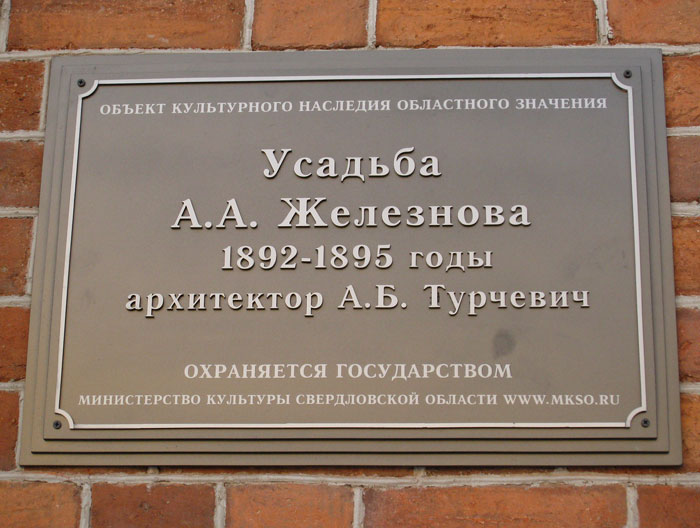 ОБЪЕКТ КУЛЬТУРНОГО НАСЛЕДИЯ ОБЛАСТНОГО ЗНАЧЕНИЯ
Усадьба
А.А. Железнова
1892-1895 годы
архитектор А.Б. Турчевич
ОХРАНЯЕТСЯ ГОСУДАРСТВОМ
МИНИСТЕРСТВО КУЛЬТУРЫ СВЕРДЛОВСКОЙ ОБЛАСТИ WWW.MKSO.RU